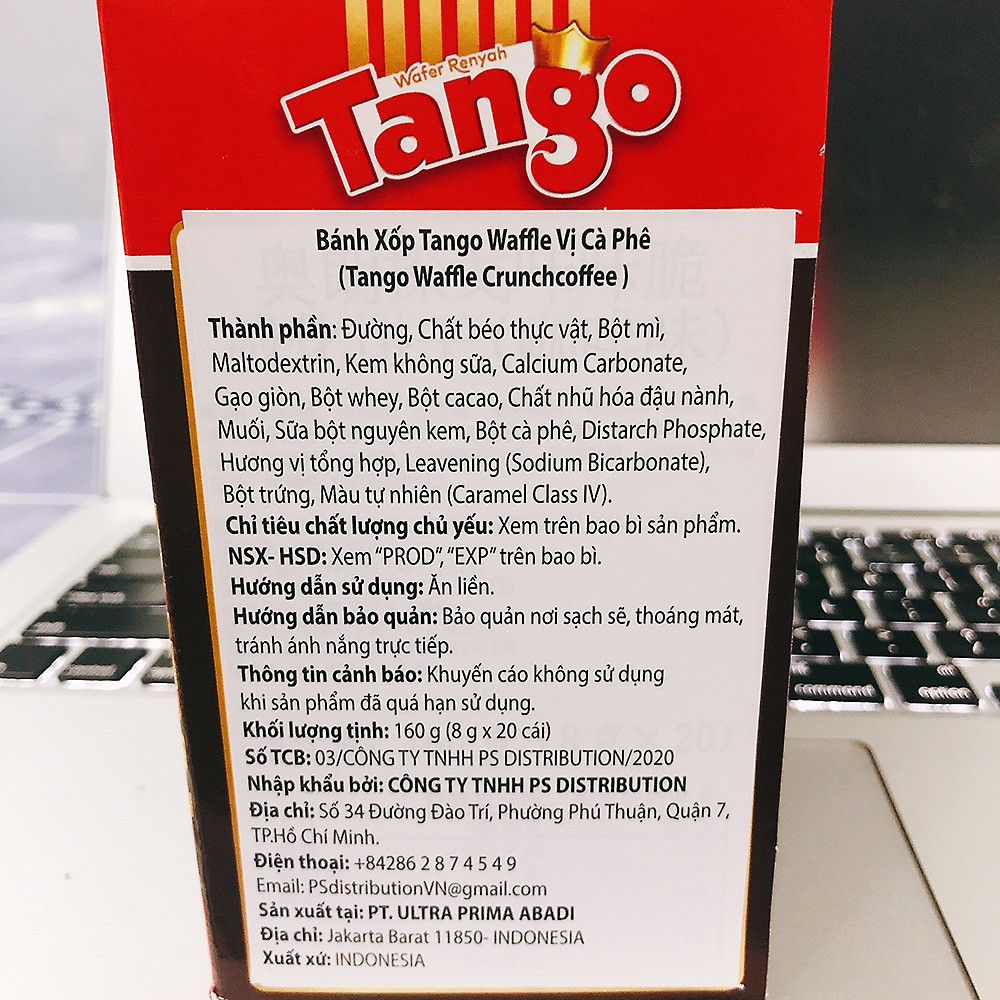 Wafer Renyah
Tango
Bánh Xốp Tango Waffle Vị Cà Phê
(Tango Waffle Crunchcoffee )
Thành phần: Đường, Chất béo thực vật, Bột mì,
Maltodextrin, Kem không sữa, Calcium Carbonate,
Gạo giòn, Bột whey, Bột cacao, Chất nhũ hóa đậu nành,
Muối, Sữa bột nguyên kem, Bột cà phê, Distarch Phosphate,
Hương vị tổng hợp, Leavening (Sodium Bicarbonate),
Bột trứng, Màu tự nhiên (Caramel Class IV).
Chỉ tiêu chất lượng chủ yếu: Xem trên bao bì sản phẩm.
NSX- HSD: Xem “PROD”, “EXP” trên bao bì.
Hướng dẫn sử dụng: Ăn liền.
Hướng dẫn bảo quản: Bảo quản nơi sạch sẽ, thoáng mát,
tránh ánh nắng trực tiếp.
Thông tin cảnh báo: Khuyến cáo không sử dụng
khi sản phẩm đã quá hạn sử dụng.
Khối lượng tịnh: 160 g (8 g x 20 cái)
Số TCB: 03/CÔNG TY TNHH PS DISTRIBUTION/2020
Nhập khẩu bởi: CÔNG TY TNHH PS DISTRIBUTION
Địa chỉ: Số 34 Đường Đào Trí, Phường Phú Thuận, Quận 7,
TP.Hồ Chí Minh.
Điện thoại: +84286 2 8 7 4 5 4 9
Email: PSdistributionVN@gmail.com
Sản xuất tại: PT. ULTRA PRIMA ABADI
Địa chỉ: Jakarta Barat 11850- INDONESIA
Xuất xứ: INDONESIA